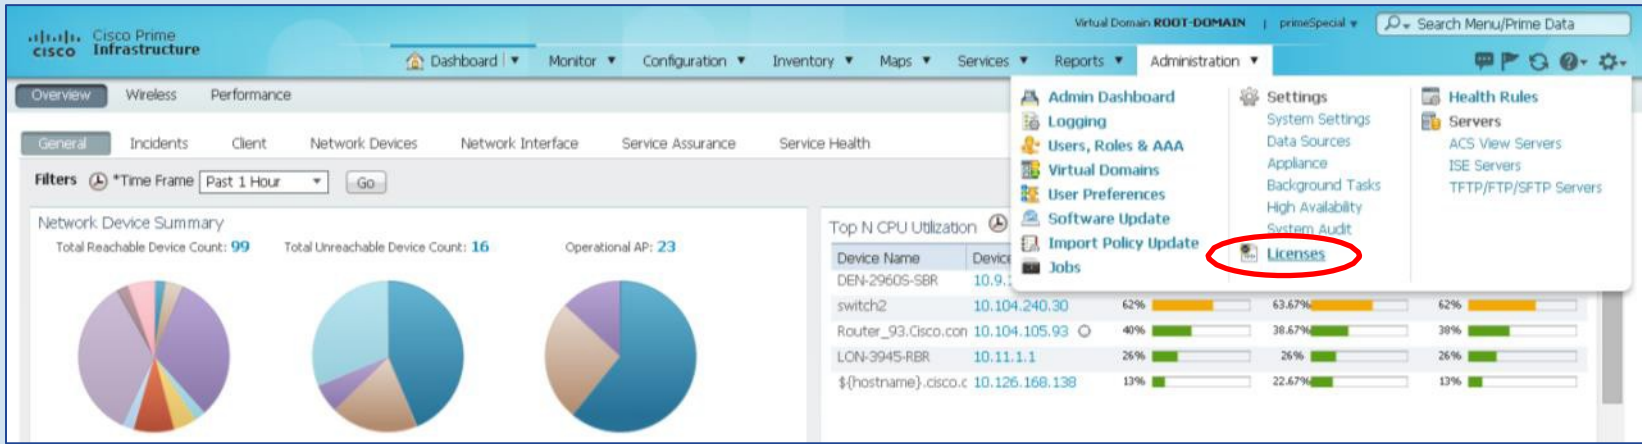 Virtual Domain ROOT-DOMAIN | primeSpecial
Search Menu/Prime Data
cisco Cisco Prime Infrastructure
Dashboard Monitor Configuration Inventory Maps Services Reports Administration
Overview Wireless Performance
General Incidents Client Network Devices Network Interface Service Assurance Service Health
Filters *Time Frame Past 1 Hour Go
Admin Dashboard
Logging
Users, Roles & AAA
Virtual Domains
User Preferences
Software Update
Import Policy Update
Jobs
Settings
System Settings
Data Sources
Appliance
Background Tasks
High Availability
System Audit
Licenses
Health Rules
Servers
ACS View Servers
ISE Servers
TFTP/FTP/SFTP Servers
Network Device Summary
Total Reachable Device Count: 99 Total Unreachable Device Count: 16 Operational AP: 23
Top N CPU Utilization
Device Name Device
DEN-2960S-SBR 10.9.
switch2 10.104.240.30 62% 63.67% 62%
Router_93.Cisco.con 10.104.105.93 40% 38.67% 38%
LON-3945-RBR 10.11.1.1 26% 26% 26%
${hostname}.cisco.c 10.126.168.138 13% 22.67% 13%